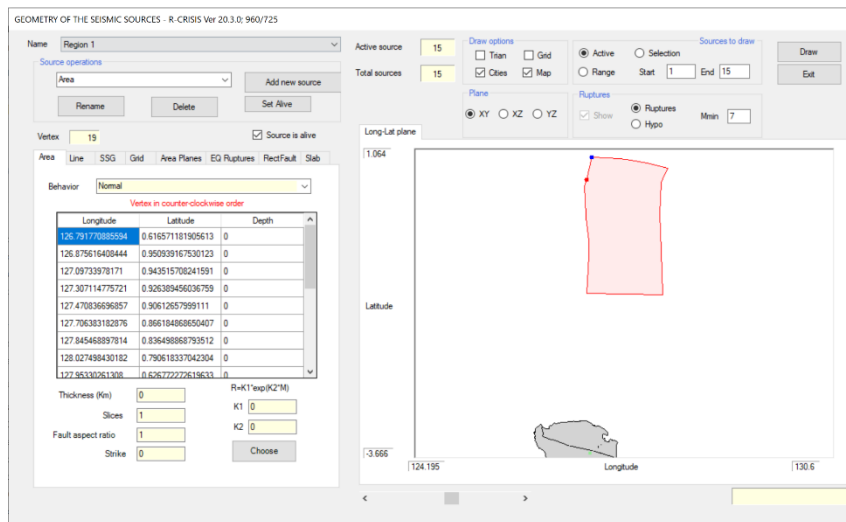 GEOMETRY OF THE SEISMIC SOURCES - R-CRISIS Ver 20.3.0; 960/725
Name Region 1
Source operations
Area
Add new source
Rename Delete Set Alive
Vertex 19 Source is alive
Area Line SSG Grid Area Planes EQ Ruptures RectFault Slab
Behavior Normal
Vertex in counter-clockwise order
Longitude Latitude Depth
126.791770885594 0.616571181905613 0
126.875616408444 0.950939167530123 0
127.09733978171 0.943515708241591 0
127.307114775721 0.926389456036759 0
127.470836696857 0.90612657999111 0
127.706383182876 0.866184868650407 0
127.845468897814 0.836498868793512 0
128.027498430182 0.790618337042304 0
127.95330261308 0.626772272619633 0
Thickness (Km) 0
Slices 1
Fault aspect ratio 1
Strike 0
R=K1*exp(K2*M)
K1 0
K2 0
Choose
Active source 15
Total sources 15
Draw options
Trian Grid
Cities Map
Sources to draw
Active Selection
Range Start 1 End 15
Draw
Exit
Plane
XY XZ YZ
Ruptures
Show
Ruptures
Hypo
Mmin 7
Long-Lat plane
1.064
Latitude
-3.666
124.195 Longitude 130.6